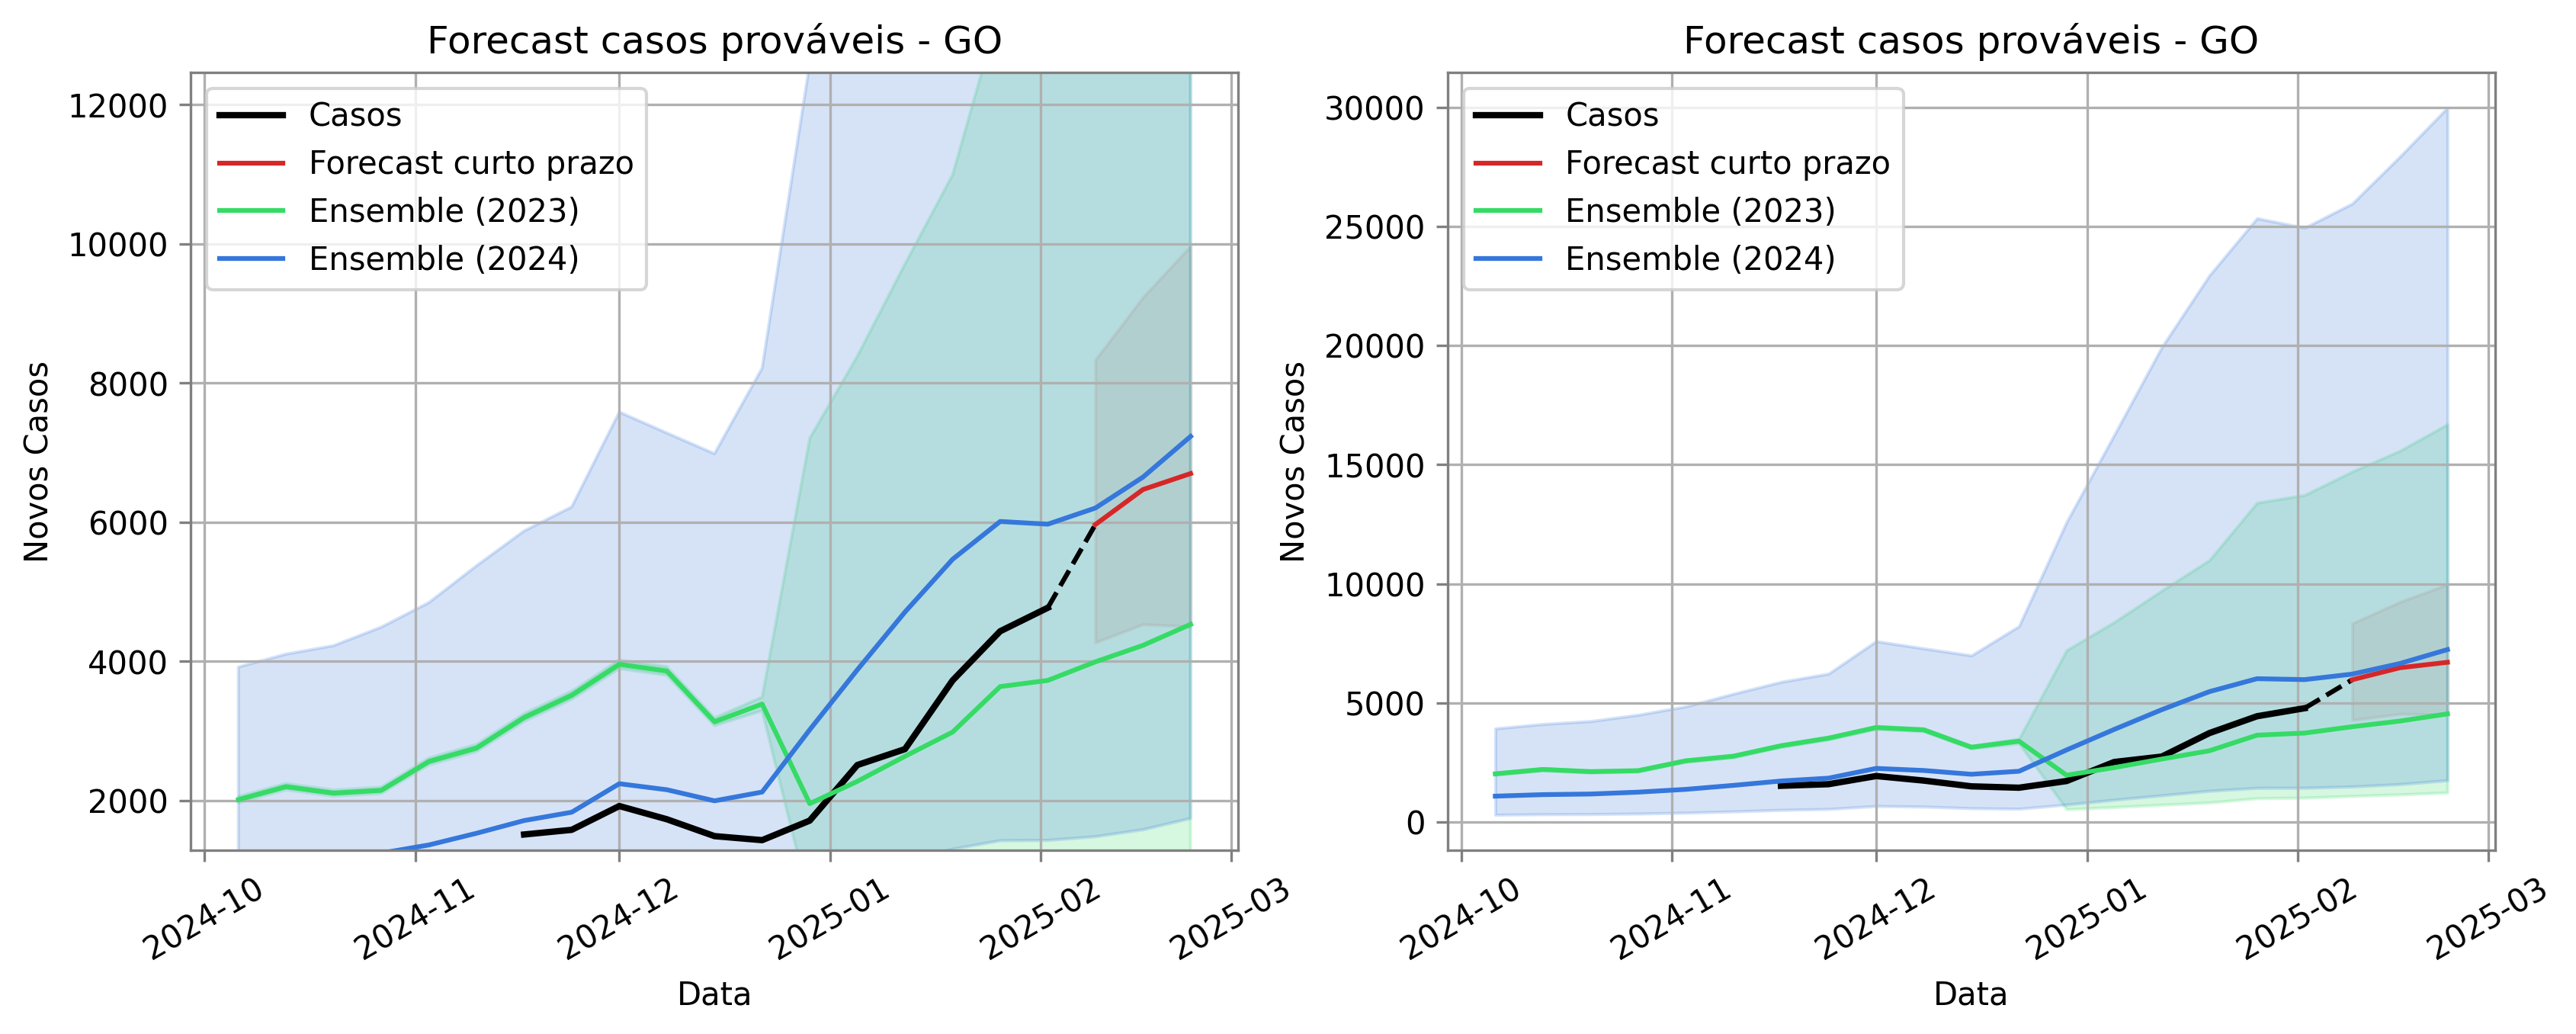 Forecast casos prováveis - GO
12000
10000
8000
6000
4000
2000
Novos Casos
Casos
Forecast curto prazo
Ensemble (2023)
Ensemble (2024)
2024-10
2024-11
2024-12
2025-01
2025-02
2025-03
Data
Forecast casos prováveis - GO
30000
25000
20000
15000
10000
5000
0
Novos Casos
Casos
Forecast curto prazo
Ensemble (2023)
Ensemble (2024)
2024-10
2024-11
2024-12
2025-01
2025-02
2025-03
Data